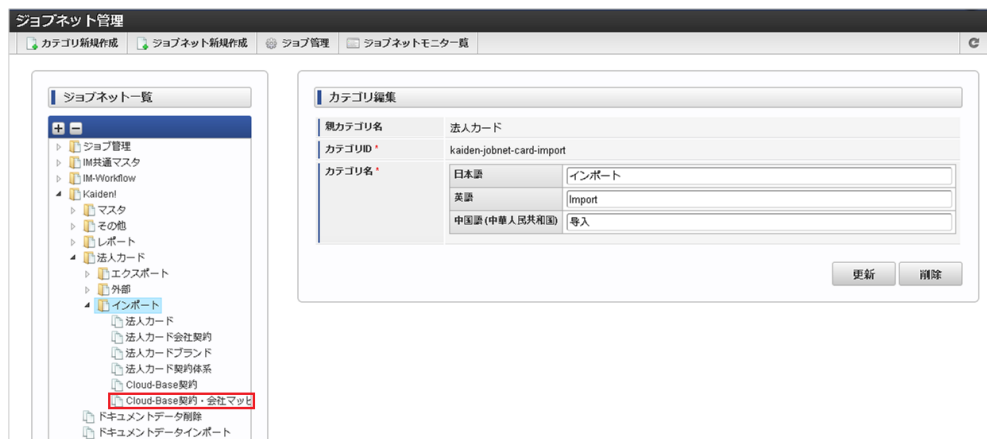 ジョブネット管理
カテゴリ新規作成 ジョブネット新規作成 ジョブ管理 ジョブネットモニター覧
ジョブネット一覧
ジョブ管理
IM共通マスタ
IM-Workflow
Kaiden!
マスタ
その他
レポート
法人カード
エクスポート
外部
インポート
法人カード
法人カード会社契約
法人カードブランド
法人カード契約体系
Cloud-Base契約
Cloud-Base契約・会社マッピ
ドキュメントデータ削除
ドキュメントデータインポート
カテゴリ編集
親カテゴリ名 法人カード
カテゴリID * kaiden-jobnet-card-import
カテゴリ名 *
日本語 インポート
英語 Import
中国語(中華人民共和国) 导入
更新 削除